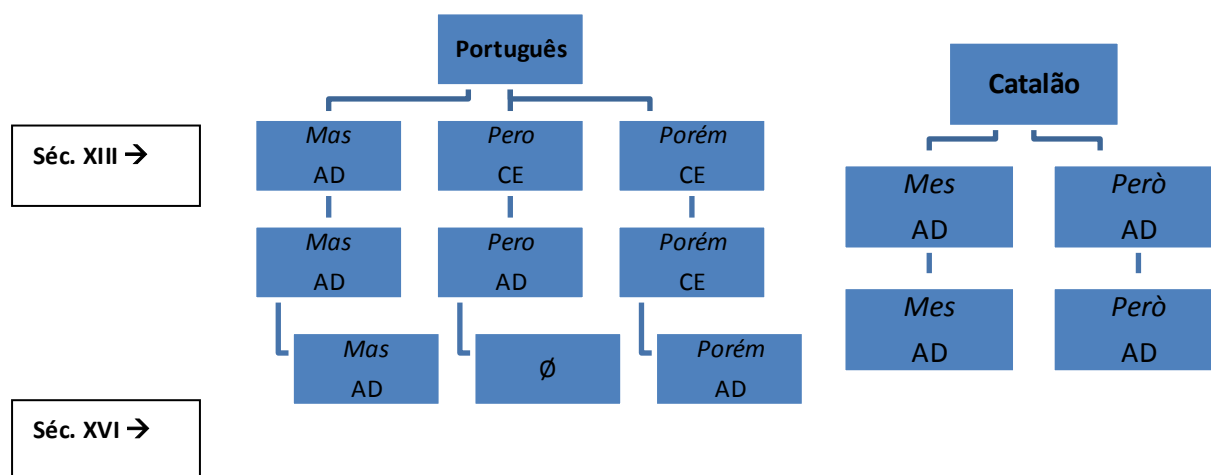 Português
Catalão
Séc. XIII →
Mas
AD
Pero
CE
Porém
CE
Mes
AD
Però
AD
Mas
AD
Pero
AD
Porém
CE
Mes
AD
Però
AD
Mas
AD
Ø
Porém
AD
Séc. XVI →